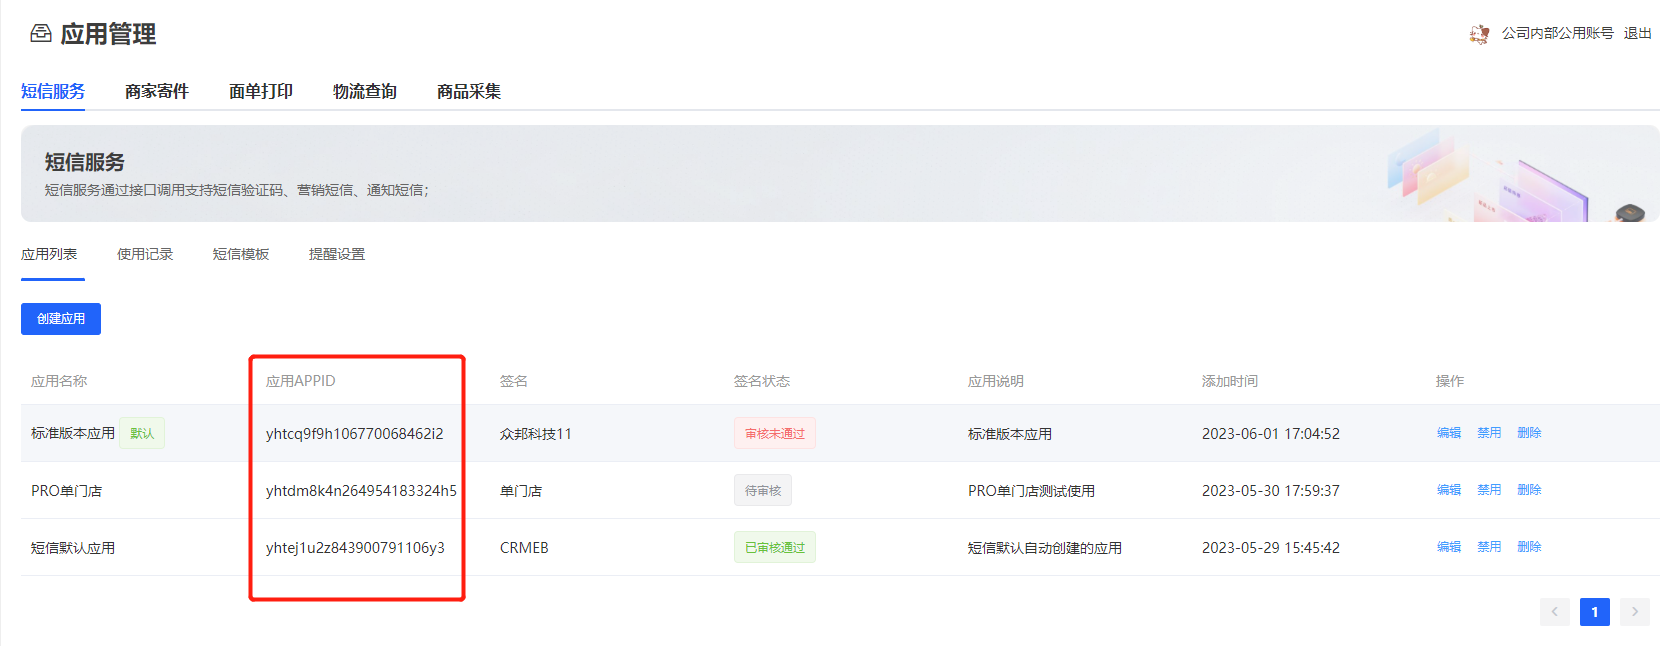 应用管理
公司内部公用账号 退出
短信服务 商家寄件 面单打印 物流查询 商品采集
短信服务
短信服务通过接口调用支持短信验证码、营销短信、通知短信；
应用列表 使用记录 短信模板 提醒设置
创建应用
应用名称 应用APPID 签名 签名状态 应用说明 添加时间 操作
标准版本应用 默认 yhtcq9f9h106770068462i2 众邦科技11 审核未通过 标准版本应用 2023-06-01 17:04:52 编辑 禁用 删除
PRO单门店 yhtdm8k4n264954183324h5 单门店 待审核 PRO单门店测试使用 2023-05-30 17:59:37 编辑 禁用 删除
短信默认应用 yhtej1u2z843900791106y3 CRMEB 已审核通过 短信默认自动创建的应用 2023-05-29 15:45:42 编辑 禁用 删除
1